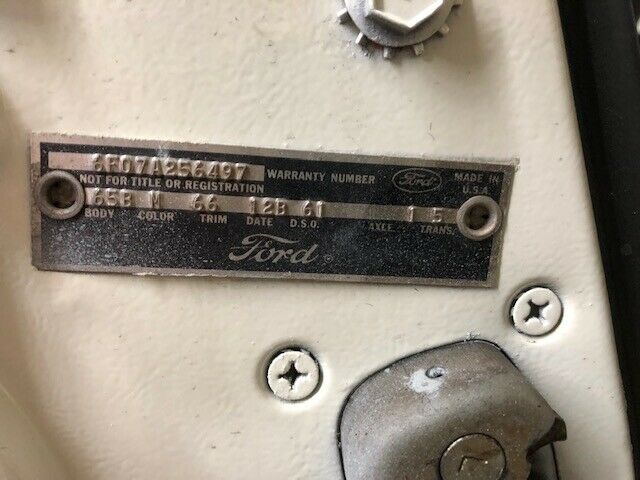 6F07A256497 WARRANTY NUMBER Ford MADE IN U.S.A.
NOT FOR TITLE OR REGISTRATION
65B M 66 12B 61 1 5
BODY COLOR TRIM DATE D.S.O. AXLE TRANS.
Ford